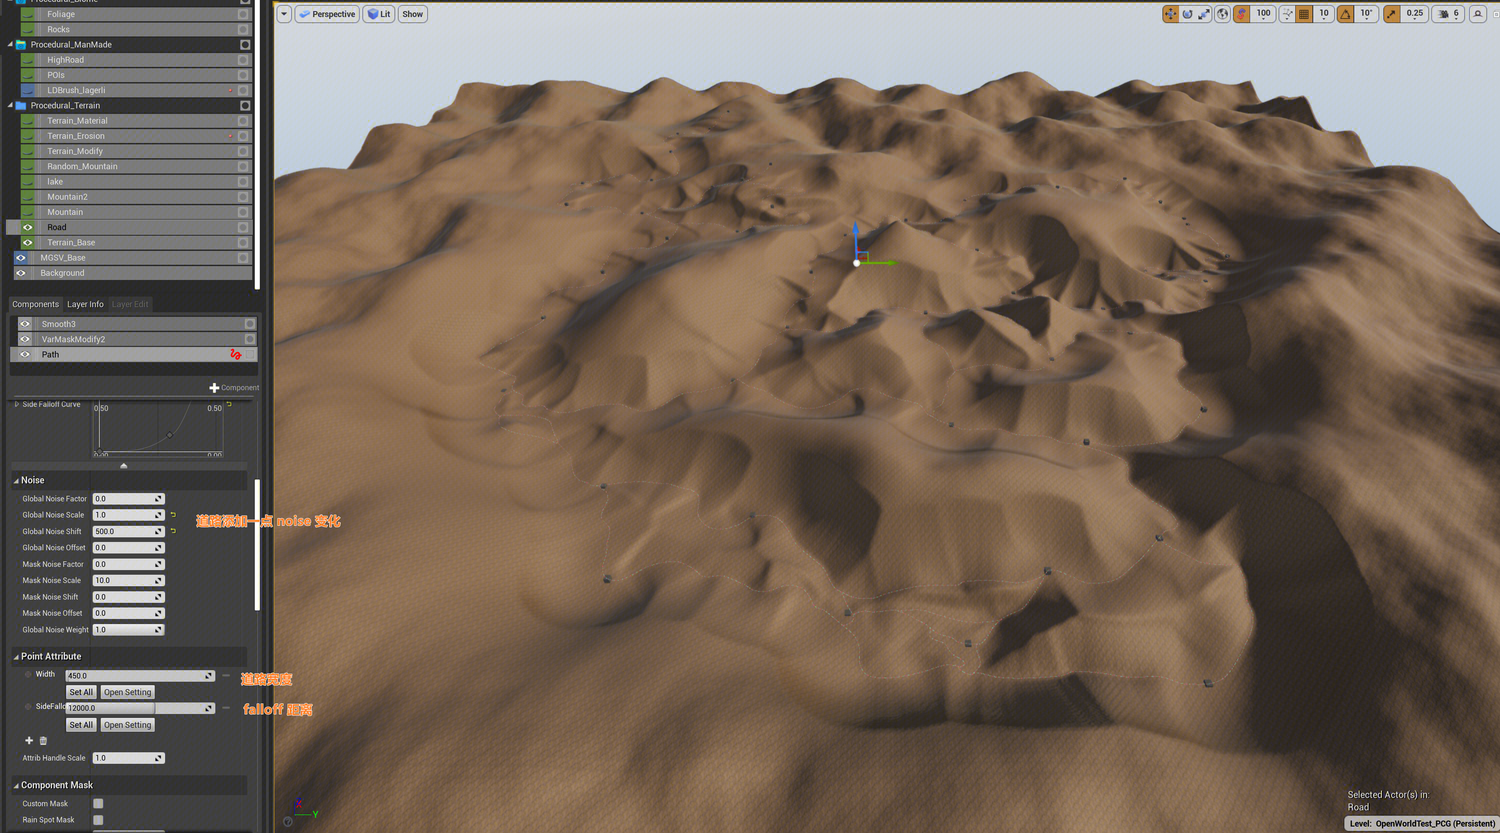 Procedural_Biome
Foliage
Rocks
Procedural_ManMade
HighRoad
POIs
LDBrush_lagerli
Procedural_Terrain
Terrain_Material
Terrain_Erosion
Terrain_Modify
Random_Mountain
lake
Mountain2
Mountain
Road
Terrain_Base
MGSV_Base
Background
Components Layer Info Layer Edit
Smooth3
VarMaskModify2
Path
Component
Side Falloff Curve
0.50 0.50
0.00 0.00
Noise
Global Noise Factor 0.0
Global Noise Scale 1.0
道路添加一点 noise 变化
Global Noise Shift 500.0
Global Noise Offset 0.0
Mask Noise Factor 0.0
Mask Noise Scale 10.0
Mask Noise Shift 0.0
Mask Noise Offset 0.0
Global Noise Weight 1.0
Point Attribute
Width 450.0
道路宽度
Set All Open Setting
SideFallo 12000.0
falloff 距离
Set All Open Setting
Attrib Handle Scale 1.0
Component Mask
Custom Mask
Rain Spot Mask
Perspective Lit Show
100 10 10° 0.25 6
X Y
Selected Actor(s) in:
Road
Level: OpenWorldTest_PCG (Persistent)